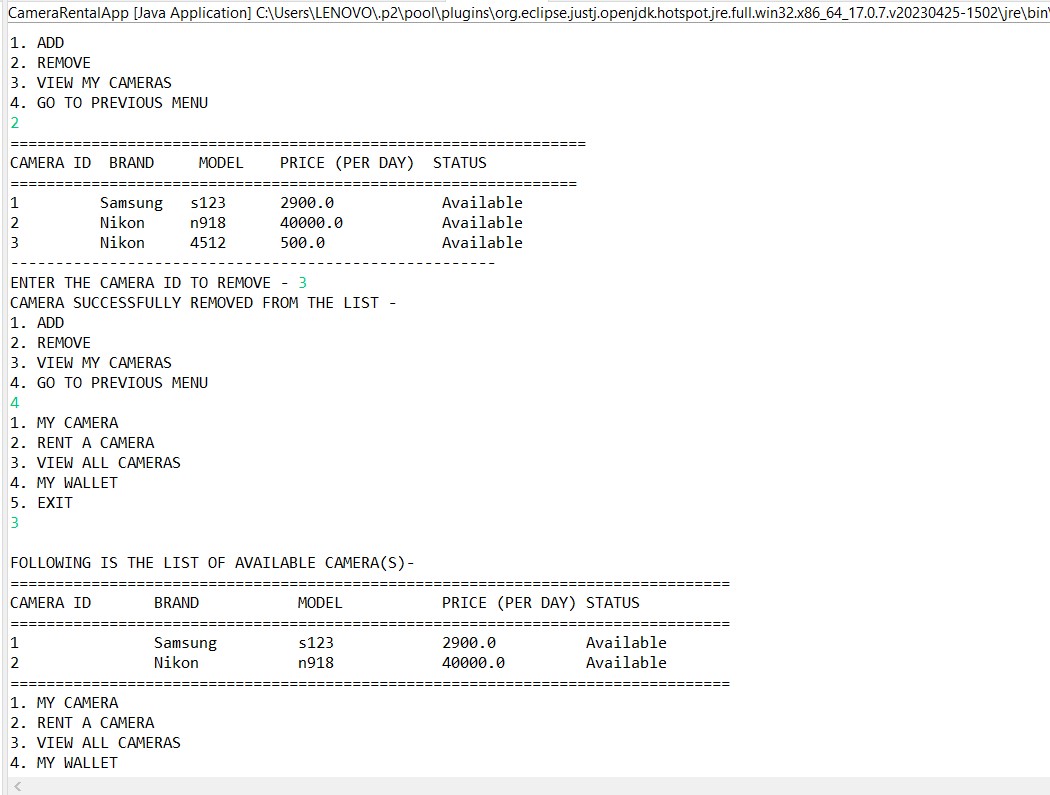 CameraRentalApp [Java Application] C:\Users\LENOVO\.p2\pool\plugins\org.eclipse.justj.openjdk.hotspot.jre.full.win32.x86_64_17.0.7.v20230425-1502\jre\bin\
1. ADD
2. REMOVE
3. VIEW MY CAMERAS
4. GO TO PREVIOUS MENU
2
================================================================
CAMERA ID  BRAND     MODEL    PRICE (PER DAY)  STATUS
===============================================================
1         Samsung   s123      2900.0            Available
2         Nikon     n918      40000.0           Available
3         Nikon     4512      500.0             Available
------------------------------------------------------
ENTER THE CAMERA ID TO REMOVE - 3
CAMERA SUCCESSFULLY REMOVED FROM THE LIST -
1. ADD
2. REMOVE
3. VIEW MY CAMERAS
4. GO TO PREVIOUS MENU
4
1. MY CAMERA
2. RENT A CAMERA
3. VIEW ALL CAMERAS
4. MY WALLET
5. EXIT
3
FOLLOWING IS THE LIST OF AVAILABLE CAMERA(S)-
================================================================================
CAMERA ID       BRAND           MODEL           PRICE (PER DAY) STATUS
================================================================================
1               Samsung         s123            2900.0          Available
2               Nikon           n918            40000.0         Available
================================================================================
1. MY CAMERA
2. RENT A CAMERA
3. VIEW ALL CAMERAS
4. MY WALLET